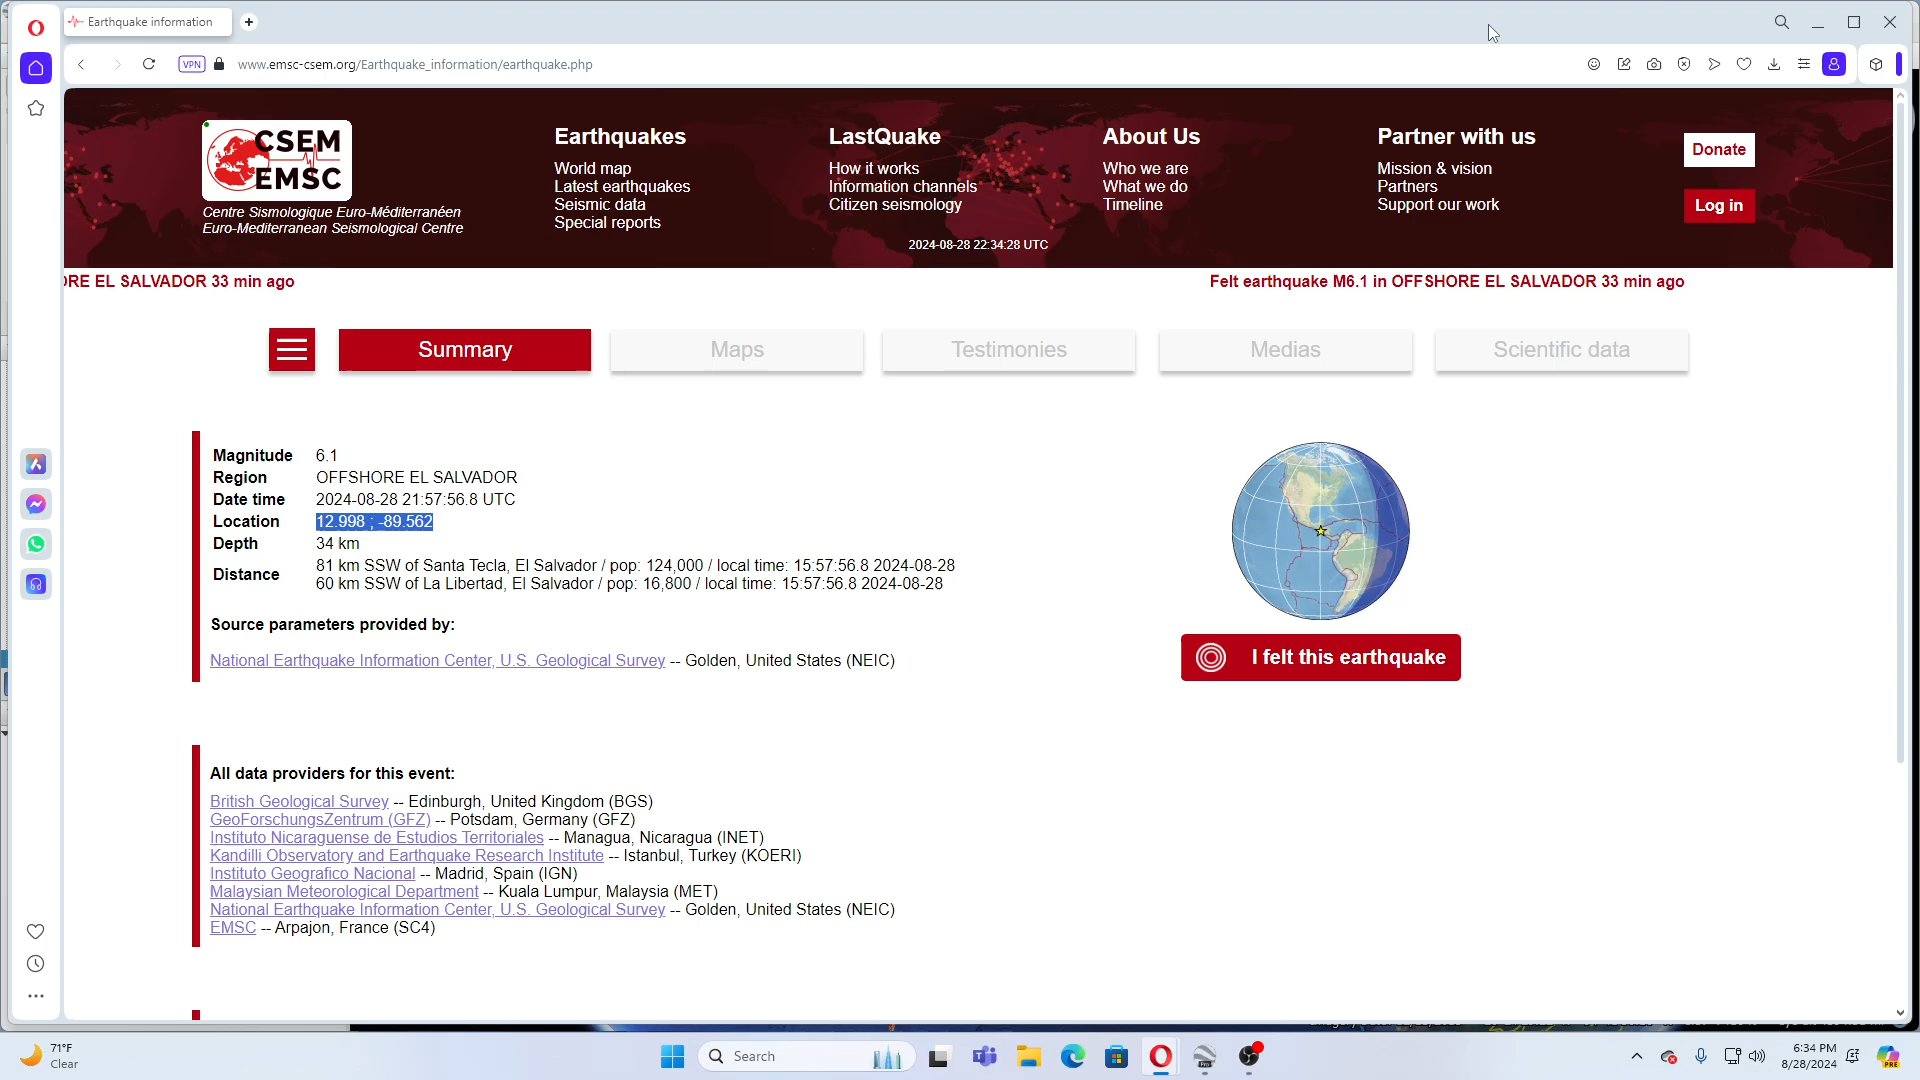 Earthquake information
VPN
www.emsc-csem.org/Earthquake_information/earthquake.php
CSEM
EMSC
Centre Sismologique Euro-Méditerranéen
Euro-Mediterranean Seismological Centre
Earthquakes
World map
Latest earthquakes
Seismic data
Special reports
LastQuake
How it works
Information channels
Citizen seismology
About Us
Who we are
What we do
Timeline
Partner with us
Mission & vision
Partners
Support our work
Donate
Log in
2024-08-28 22:34:28 UTC
ORE EL SALVADOR 33 min ago
Felt earthquake M6.1 in OFFSHORE EL SALVADOR 33 min ago
Summary
Maps
Testimonies
Medias
Scientific data
Magnitude 6.1
Region OFFSHORE EL SALVADOR
Date time 2024-08-28 21:57:56.8 UTC
Location 12.998 ; -89.562
Depth 34 km
Distance 81 km SSW of Santa Tecla, El Salvador / pop: 124,000 / local time: 15:57:56.8 2024-08-28
60 km SSW of La Libertad, El Salvador / pop: 16,800 / local time: 15:57:56.8 2024-08-28
Source parameters provided by:
National Earthquake Information Center, U.S. Geological Survey -- Golden, United States (NEIC)
I felt this earthquake
All data providers for this event:
British Geological Survey -- Edinburgh, United Kingdom (BGS)
GeoForschungsZentrum (GFZ) -- Potsdam, Germany (GFZ)
Instituto Nicaraguense de Estudios Territoriales -- Managua, Nicaragua (INET)
Kandilli Observatory and Earthquake Research Institute -- Istanbul, Turkey (KOERI)
Instituto Geografico Nacional -- Madrid, Spain (IGN)
Malaysian Meteorological Department -- Kuala Lumpur, Malaysia (MET)
National Earthquake Information Center, U.S. Geological Survey -- Golden, United States (NEIC)
EMSC -- Arpajon, France (SC4)
71°F
Clear
Search
6:34 PM
8/28/2024
PRE